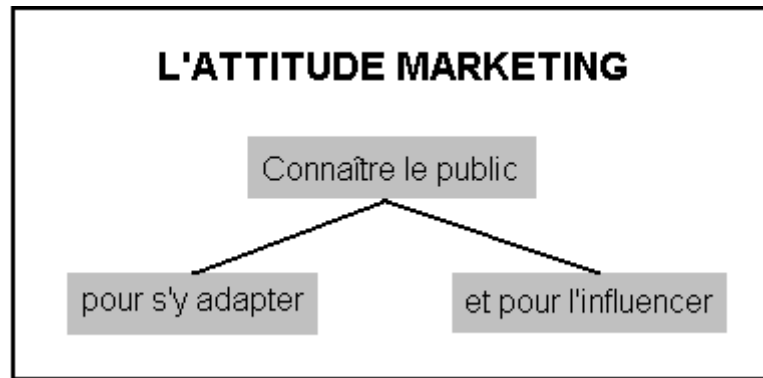 L'ATTITUDE MARKETING
Connaître le public
pour s'y adapter
et pour l'influencer